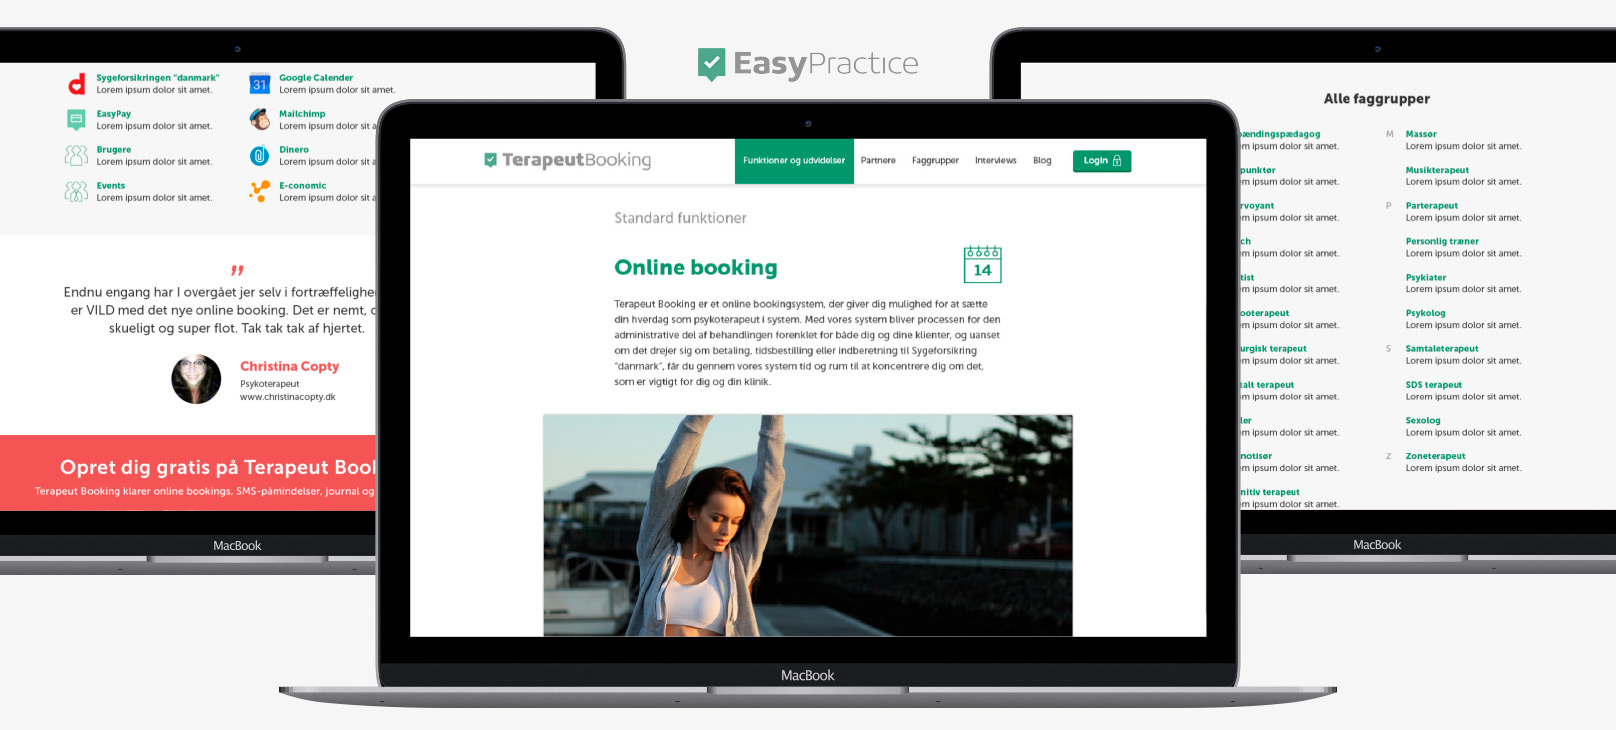 EasyPractice
Sygeforsikringen "danmark"
Lorem ipsum dolor sit amet.
EasyPay
Lorem ipsum dolor sit amet.
Brugere
Lorem ipsum dolor sit amet.
Events
Lorem ipsum dolor sit amet.
31
Google Calender
Lorem ipsum dolor sit amet.
Mailchimp
Lorem ipsum dolor sit a
Dinero
Lorem ipsum dolor sit a
E-conomic
Lorem ipsum dolor sit a
Endnu engang har I overgået jer selv i
er VILD med det nye online booking. Det er nemt,
skueligt og super flot. Tak tak tak af hjertet.
Christina Copty
Psykoterapeut
www.christinacopty.dk
Opret dig gratis på Terapeut
Terapeut Booking klarer online bookings, SMS-påmindelser, journal og
MacBook
TerapeutBooking
Funktioner og udvidelser
Partnere
Faggrupper
Interviews
Blog
Login
Standard funktioner
Online booking
14
Terapeut Booking er et online bookingsystem, der giver dig mulighed for at sætte
din hverdag som psykoterapeut i system. Med vores system bliver processen for den
administrative del af behandlingen forenklet for både dig og dine klienter, og uanset
om det drejer sig om betaling, tidsbestilling eller indberetning til Sygeforsikring
"danmark", får du gennem vores system tid og rum til at koncentrere dig om det,
som er vigtigt for dig og din klinik.
MacBook
Alle faggrupper
ændingspædagog
m ipsum dolor sit amet.
punktør
m ipsum dolor sit amet.
rvoyant
m ipsum dolor sit amet.
ch
m ipsum dolor sit amet.
tist
m ipsum dolor sit amet.
oterapeut
m ipsum dolor sit amet.
urgisk terapeut
m ipsum dolor sit amet.
talt terapeut
m ipsum dolor sit amet.
ler
m ipsum dolor sit amet.
notisør
m ipsum dolor sit amet.
nitiv terapeut
m ipsum dolor sit amet.
M Massør
Lorem ipsum dolor sit amet.
Musikterapeut
Lorem ipsum dolor sit amet.
P Parterapeut
Lorem ipsum dolor sit amet.
Personlig træner
Lorem ipsum dolor sit amet.
Psykiater
Lorem ipsum dolor sit amet.
Psykolog
Lorem ipsum dolor sit amet.
S Samtaleterapeut
Lorem ipsum dolor sit amet.
SDS terapeut
Lorem ipsum dolor sit amet.
Sexolog
Lorem ipsum dolor sit amet.
Z Zoneterapeut
Lorem ipsum dolor sit amet.
MacBook